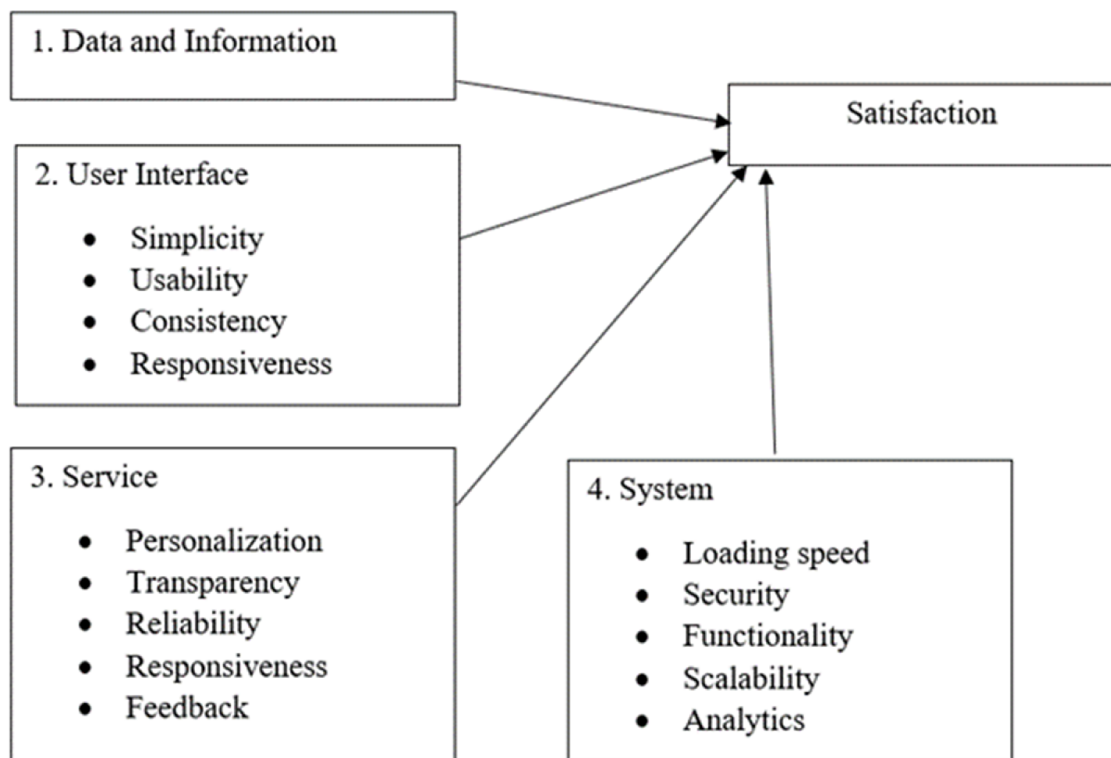 1. Data and Information
Satisfaction
2. User Interface
• Simplicity
• Usability
• Consistency
• Responsiveness
3. Service
• Personalization
• Transparency
• Reliability
• Responsiveness
• Feedback
4. System
• Loading speed
• Security
• Functionality
• Scalability
• Analytics